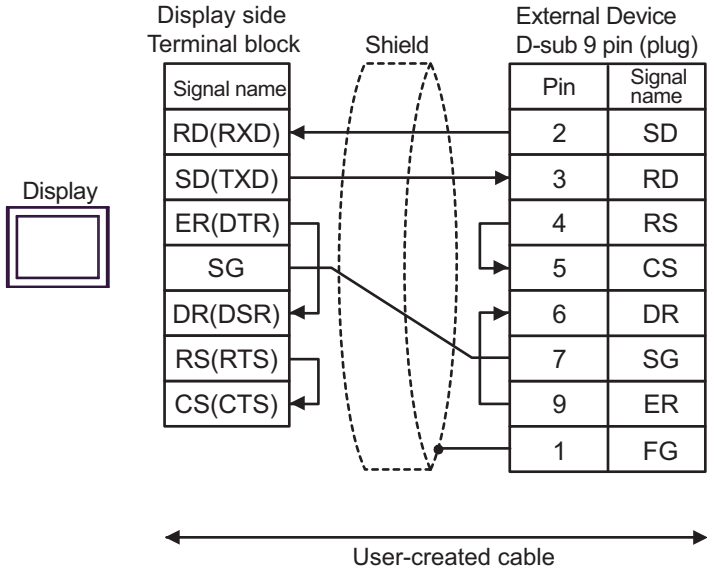 Display side
Terminal block
Shield
External Device
D-sub 9 pin (plug)
Signal name
Pin
Signal
name
RD(RXD)
2
SD
SD(TXD)
3
RD
Display
ER(DTR)
4
RS
SG
5
CS
DR(DSR)
6
DR
RS(RTS)
7
SG
CS(CTS)
9
ER
1
FG
User-created cable